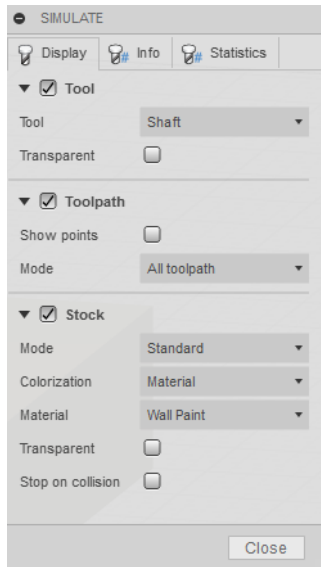 SIMULATE
Display # Info # Statistics
Tool
Tool Shaft
Transparent
Toolpath
Show points
Mode All toolpath
Stock
Mode Standard
Colorization Material
Material Wall Paint
Transparent
Stop on collision
Close